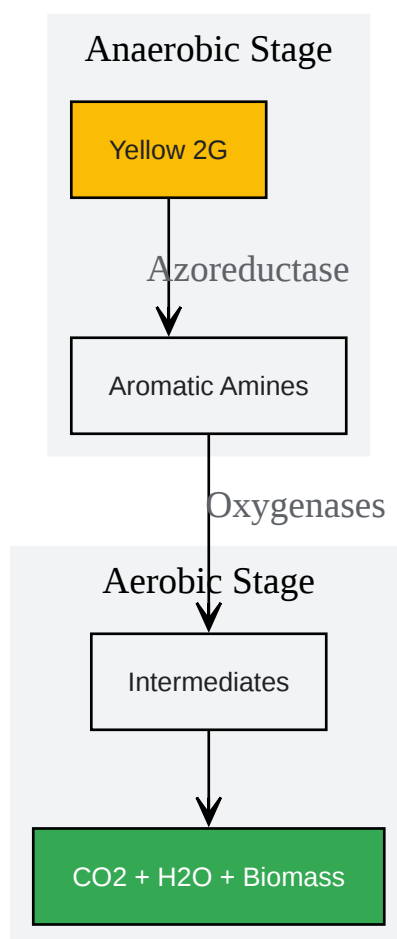 Anaerobic Stage
Yellow 2G
Azoreductase
Aromatic Amines
Oxygenases
Aerobic Stage
Intermediates
CO2 + H2O + Biomass